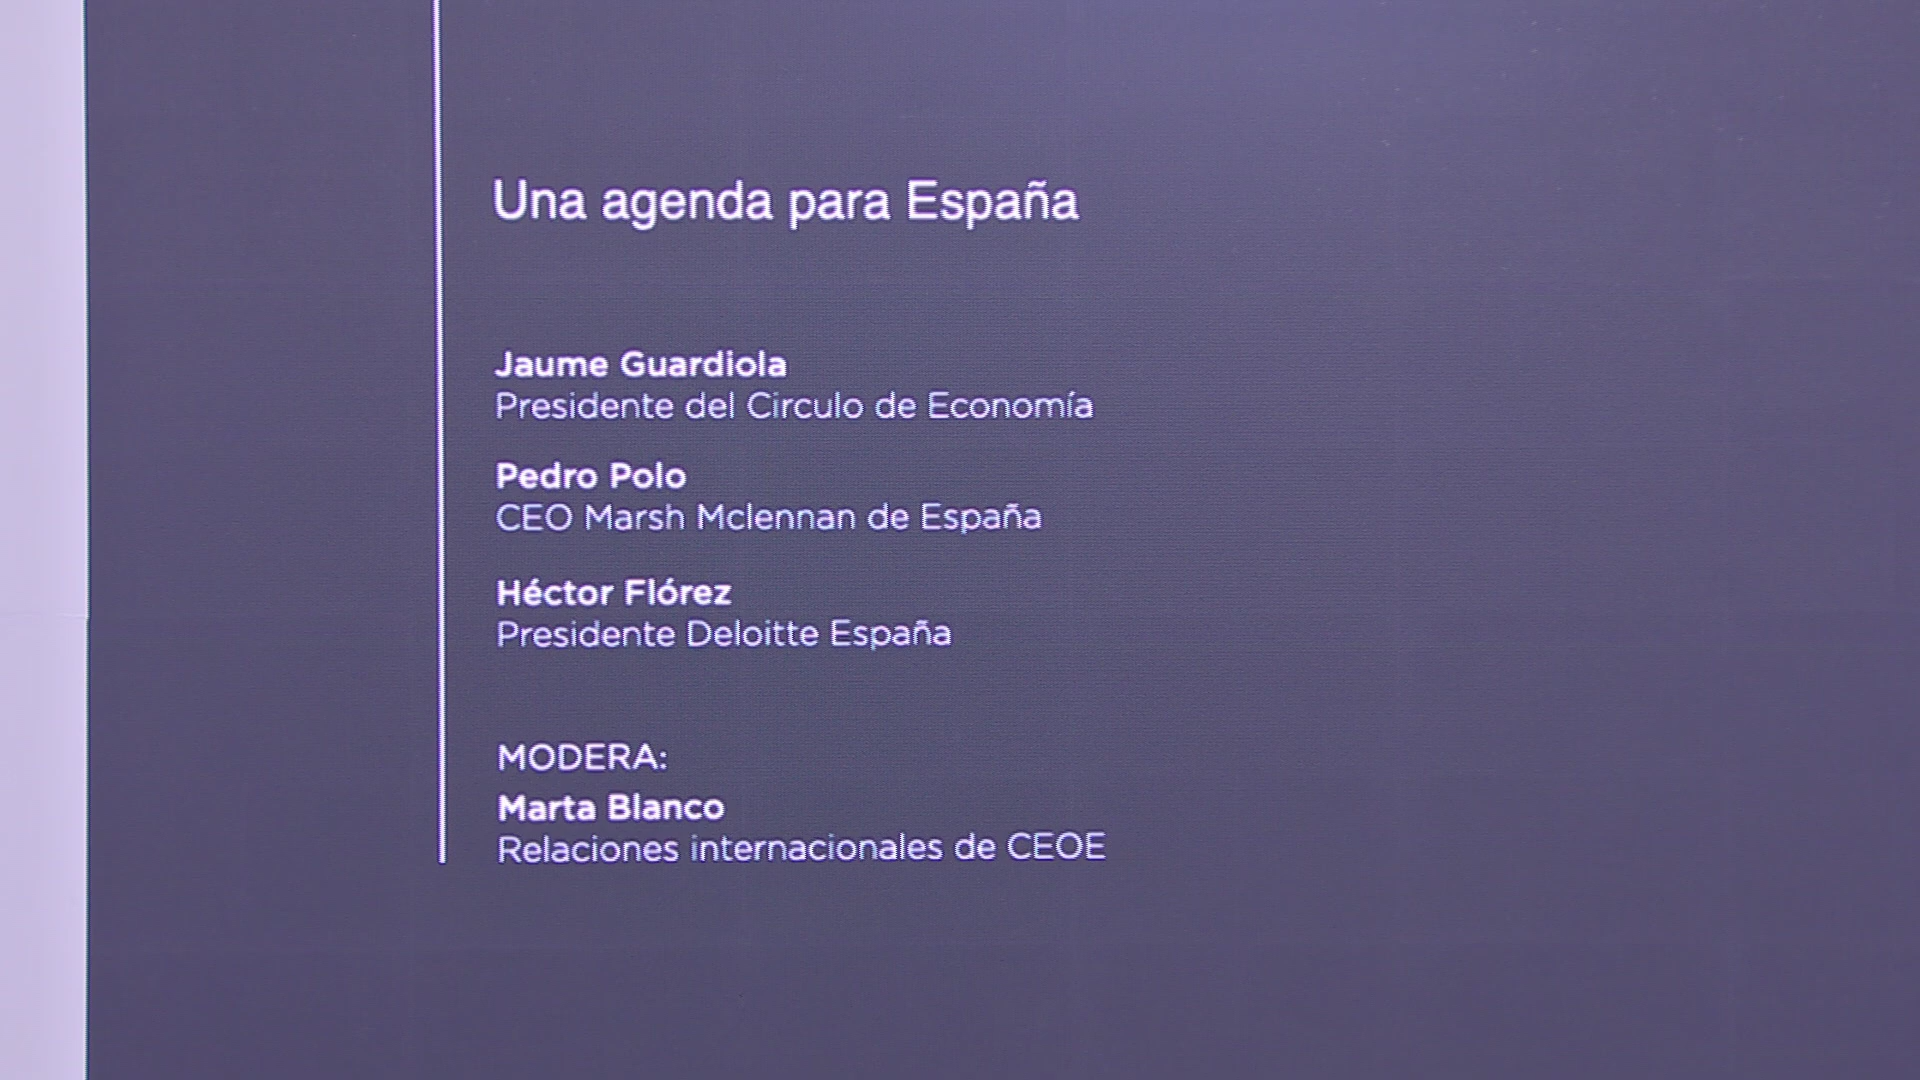 Una agenda para España
Jaume Guardiola
Presidente del Circulo de Economía
Pedro Polo
CEO Marsh Mclennan de España
Héctor Flórez
Presidente Deloitte España
MODERA:
Marta Blanco
Relaciones internacionales de CEOE